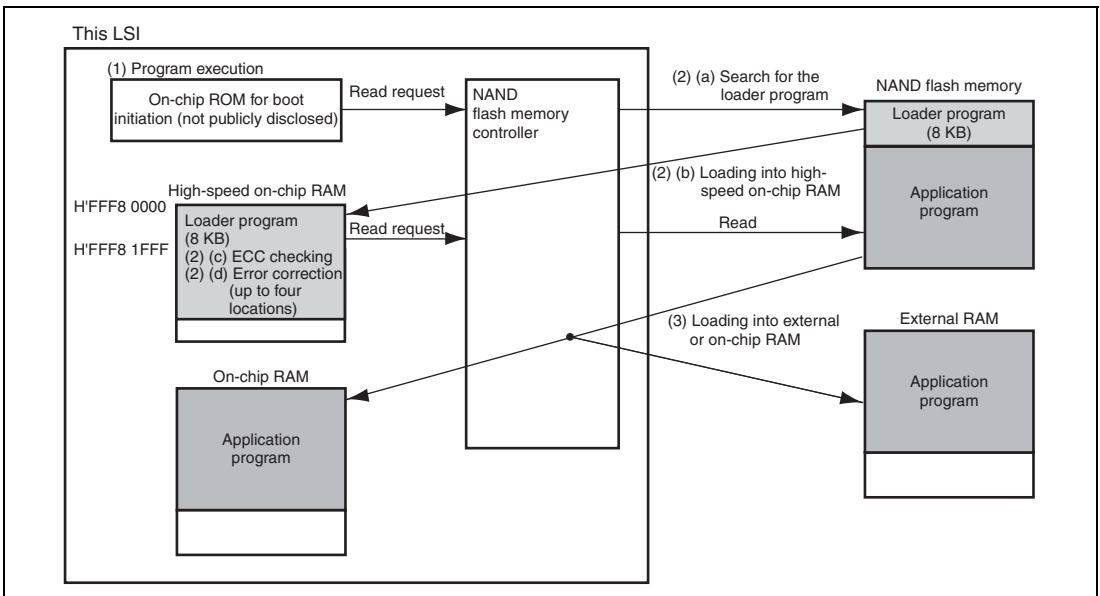 This LSI
(1) Program execution
On-chip ROM for boot
initiation (not publicly disclosed)
Read request
NAND
flash memory
controller
(2) (a) Search for the
loader program
NAND flash memory
Loader program
(8 KB)
Application
program
(2) (b) Loading into high-
speed on-chip RAM
High-speed on-chip RAM
H'FFF8 0000
H'FFF8 1FFF
Loader program
(8 KB)
(2) (c) ECC checking
(2) (d) Error correction
(up to four
locations)
Read request
Read
(3) Loading into external
or on-chip RAM
External RAM
Application
program
On-chip RAM
Application
program